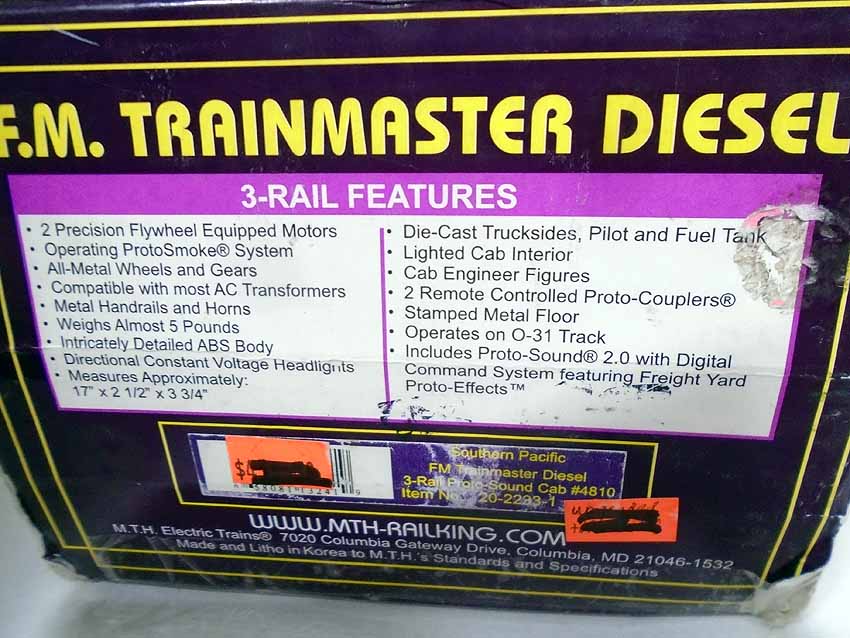 F.M. TRAINMASTER DIESEL
3-RAIL FEATURES
• 2 Precision Flywheel Equipped Motors
• Operating ProtoSmoke® System
• All-Metal Wheels and Gears
• Compatible with most AC Transformers
• Metal Handrails and Horns
• Weighs Almost 5 Pounds
• Intricately Detailed ABS Body
• Directional Constant Voltage Headlights
• Measures Approximately:
17" x 2 1/2" x 3 3/4"
• Die-Cast Trucksides, Pilot and Fuel Tank
• Lighted Cab Interior
• Cab Engineer Figures
• 2 Remote Controlled Proto-Couplers®
• Stamped Metal Floor
• Operates on O-31 Track
• Includes Proto-Sound® 2.0 with Digital
Command System featuring Freight Yard
Proto-Effects™
$
Southern Pacific
FM Trainmaster Diesel
3-Rail Proto-Sound Cab #4810
Item No. 20-2233-1
WWW.MTH-RAILKING.COM
M.T.H. Electric Trains® 7020 Columbia Gateway Drive, Columbia, MD 21046-1532
Made and Litho in Korea to M.T.H.'s Standards and Specifications